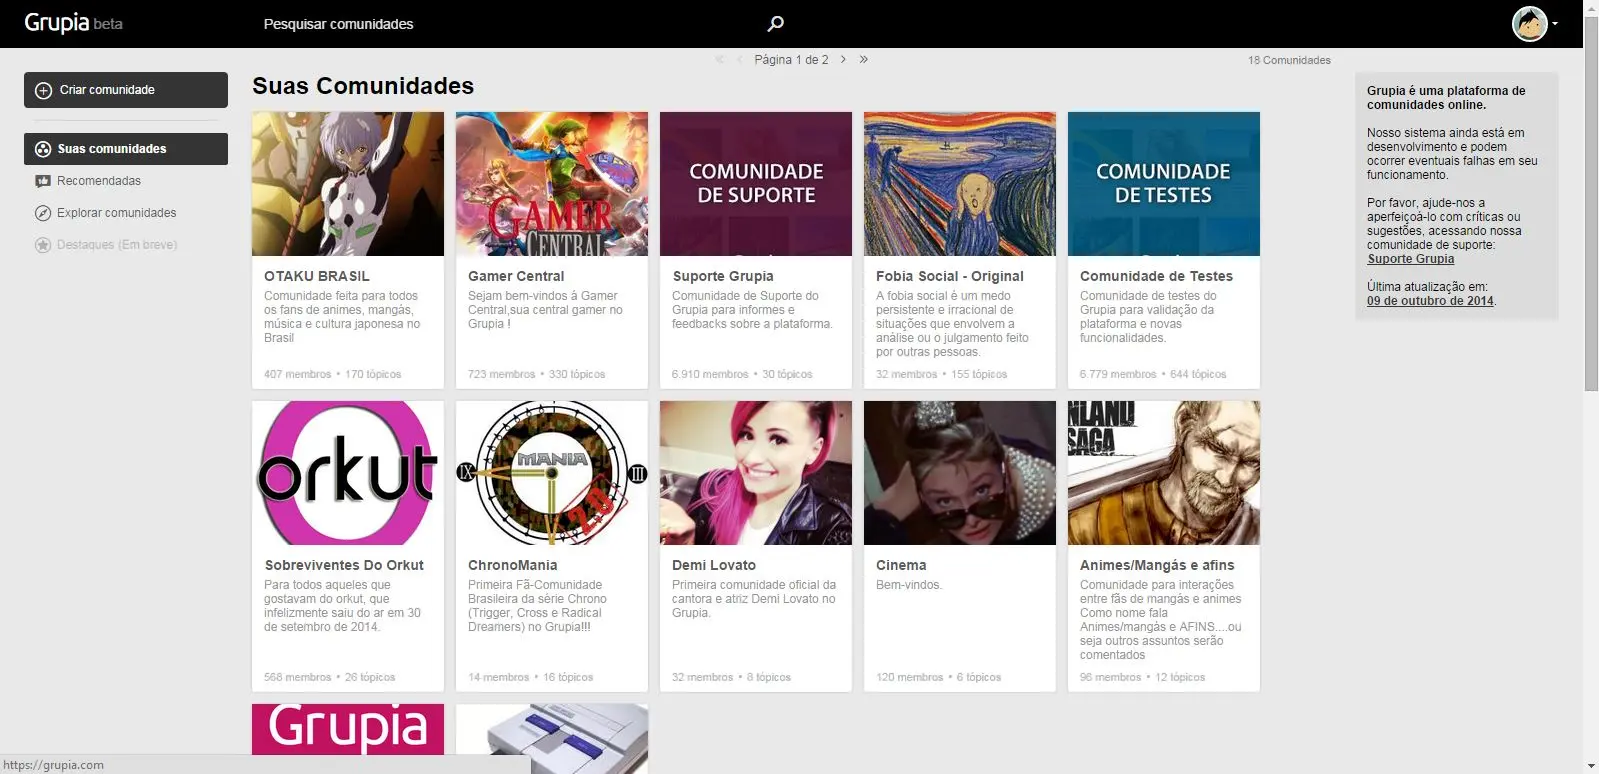 Grupia beta
Pesquisar comunidades
Página 1 de 2
18 Comunidades
Criar comunidade
Suas comunidades
Recomendadas
Explorar comunidades
Destaques (Em breve)
Suas Comunidades
GAMER
CENTRAL
COMUNIDADE
DE SUPORTE
COMUNIDADE
DE TESTES
OTAKU BRASIL
Comunidade feita para todos
os fans de animes, mangás,
música e cultura japonesa no
Brasil
407 membros • 170 tópicos
Gamer Central
Sejam bem-vindos á Gamer
Central,sua central gamer no
Grupia !
723 membros • 330 tópicos
Suporte Grupia
Comunidade de Suporte do
Grupia para informes e
feedbacks sobre a plataforma.
6.910 membros • 30 tópicos
Fobia Social - Original
A fobia social é um medo
persistente e irracional de
situações que envolvem a
análise ou o julgamento feito
por outras pessoas.
32 membros • 155 tópicos
Comunidade de Testes
Comunidade de testes do
Grupia para validação da
plataforma e novas
funcionalidades.
6.779 membros • 644 tópicos
orkut
IX
MANIA
III
2.0
NLAND
SAGA
Sobreviventes Do Orkut
Para todos aqueles que
gostavam do orkut, que
infelizmente saiu do ar em 30
de setembro de 2014.
568 membros • 26 tópicos
ChronoMania
Primeira Fã-Comunidade
Brasileira da série Chrono
(Trigger, Cross e Radical
Dreamers) no Grupia!!!
14 membros • 16 tópicos
Demi Lovato
Primeira comunidade oficial da
cantora e atriz Demi Lovato no
Grupia.
32 membros • 8 tópicos
Cinema
Bem-vindos.
120 membros • 6 tópicos
Animes/Mangás e afins
Comunidade para interações
entre fãs de mangás e animes
Como nome fala
Animes/mangás e AFINS....ou
seja outros assuntos serão
comentados
96 membros • 12 tópicos
Grupia
Grupia é uma plataforma de
comunidades online.
Nosso sistema ainda está em
desenvolvimento e podem
ocorrer eventuais falhas em seu
funcionamento.
Por favor, ajude-nos a
aperfeiçoá-lo com críticas ou
sugestões, acessando nossa
comunidade de suporte:
Suporte Grupia
Última atualização em:
09 de outubro de 2014.
https://grupia.com